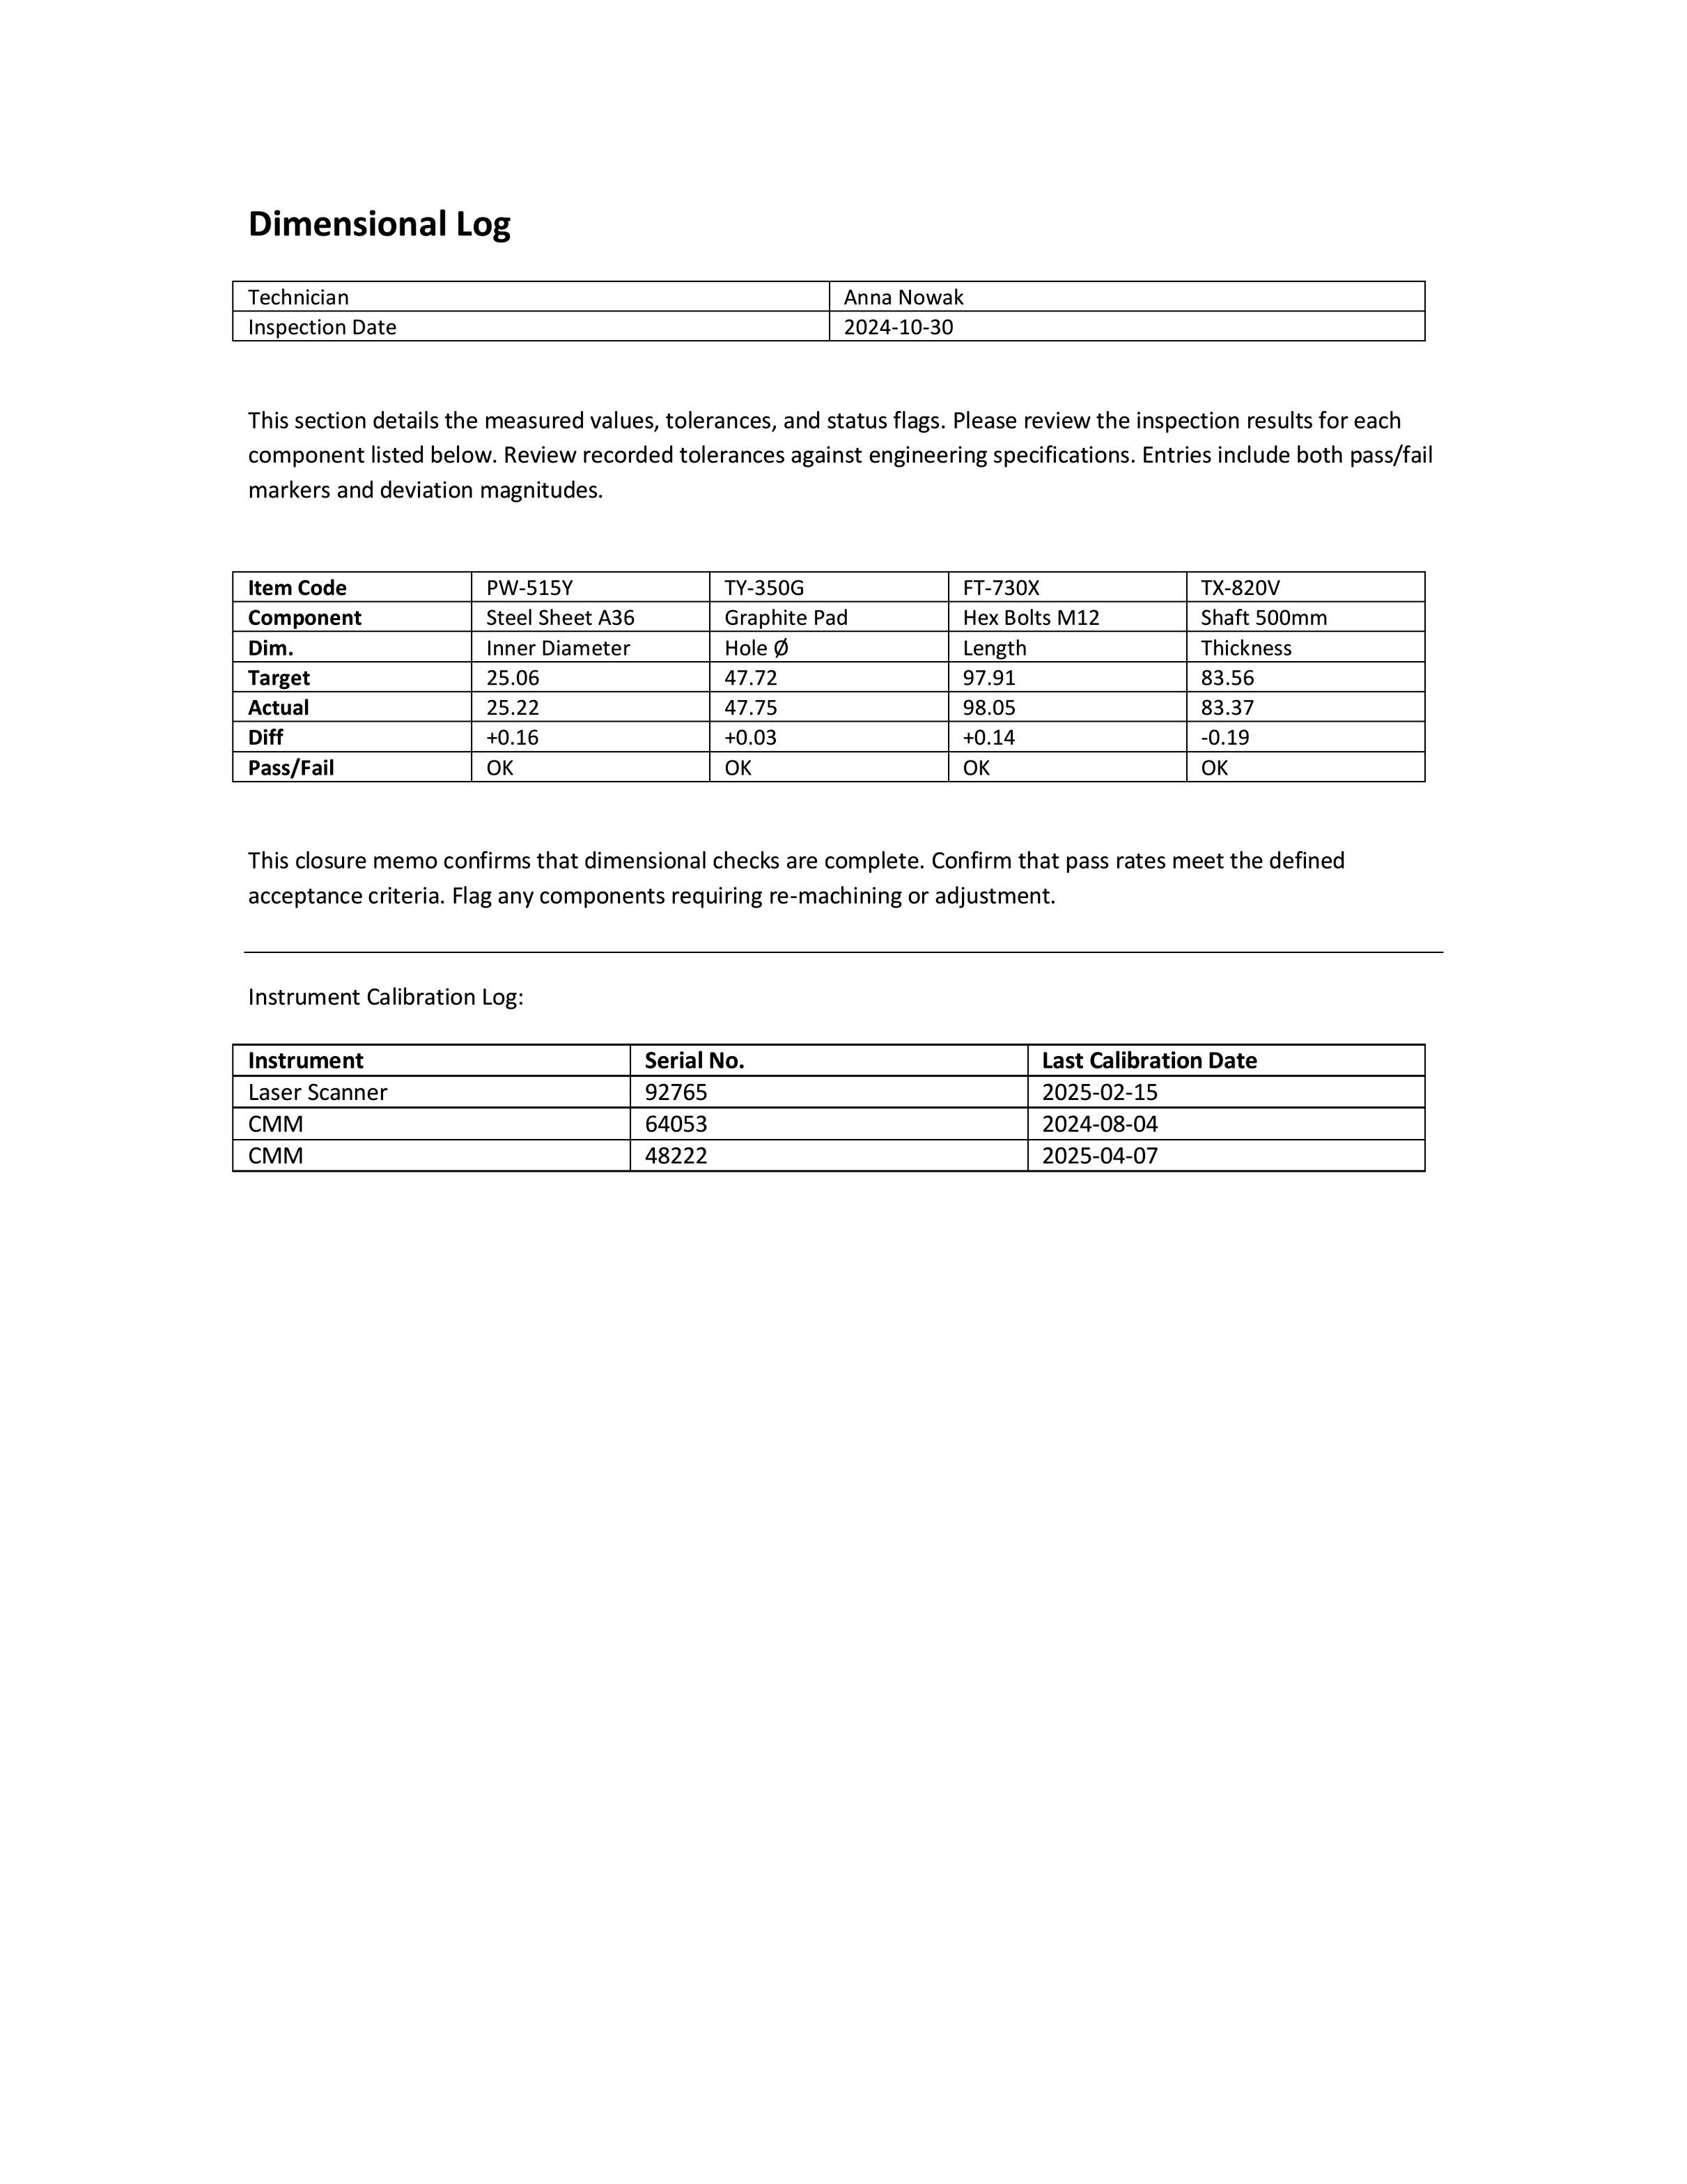 Dimensional Log
Technician Anna Nowak
Inspection Date 2024-10-30
This section details the measured values, tolerances, and status flags. Please review the inspection results for each
component listed below. Review recorded tolerances against engineering specifications. Entries include both pass/fail
markers and deviation magnitudes.
Item Code PW-515Y TY-350G FT-730X TX-820V
Component Steel Sheet A36 Graphite Pad Hex Bolts M12 Shaft 500mm
Dim. Inner Diameter Hole Ø Length Thickness
Target 25.06 47.72 97.91 83.56
Actual 25.22 47.75 98.05 83.37
Diff +0.16 +0.03 +0.14 -0.19
Pass/Fail OK OK OK OK
This closure memo confirms that dimensional checks are complete. Confirm that pass rates meet the defined
acceptance criteria. Flag any components requiring re-machining or adjustment.
Instrument Calibration Log:
Instrument Serial No. Last Calibration Date
Laser Scanner 92765 2025-02-15
CMM 64053 2024-08-04
CMM 48222 2025-04-07